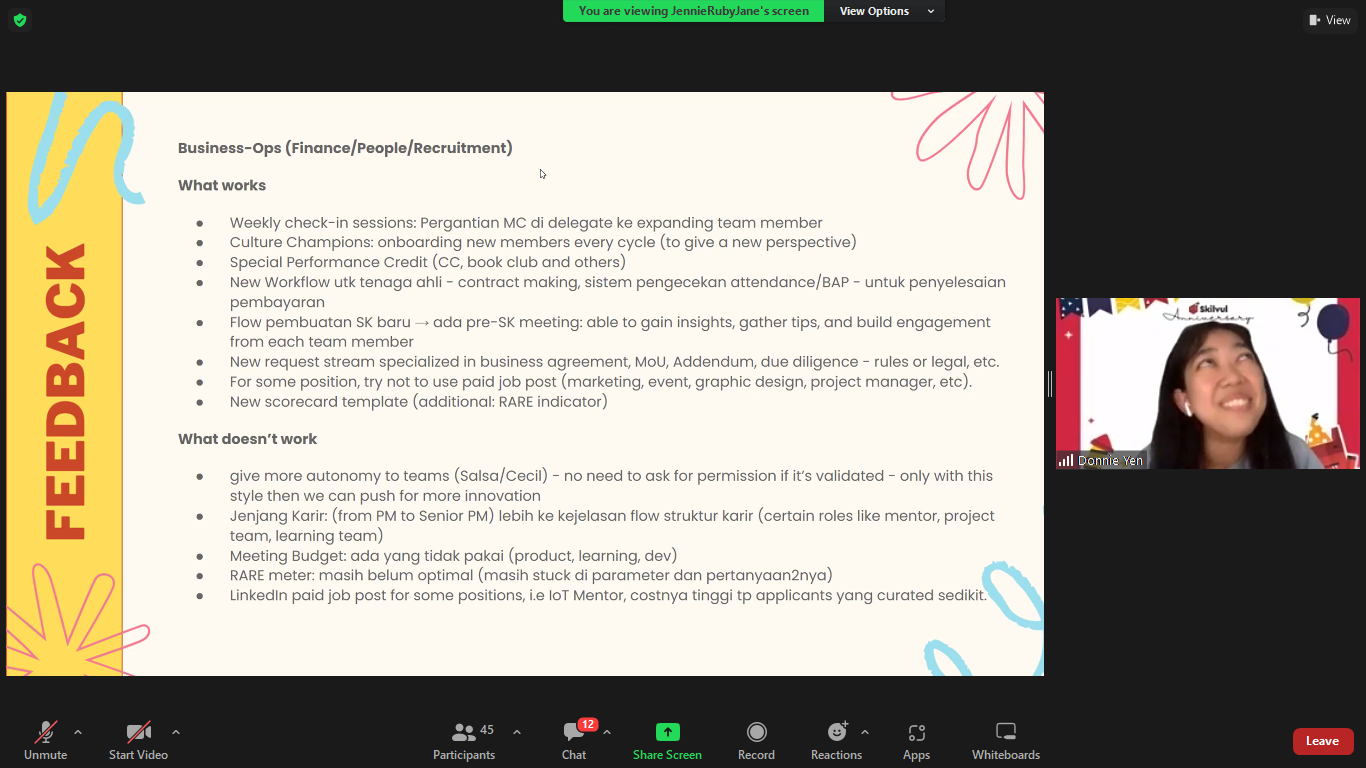 You are viewing JennieRubyJane's screen
View Options
View
FEEDBACK
Business-Ops (Finance/People/Recruitment)
What works
● Weekly check-in sessions: Pergantian MC di delegate ke expanding team member
● Culture Champions: onboarding new members every cycle (to give a new perspective)
● Special Performance Credit (CC, book club and others)
● New Workflow utk tenaga ahli - contract making, sistem pengecekan attendance/BAP - untuk penyelesaian
pembayaran
● Flow pembuatan SK baru → ada pre-SK meeting: able to gain insights, gather tips, and build engagement
from each team member
● New request stream specialized in business agreement, MoU, Addendum, due diligence - rules or legal, etc.
● For some position, try not to use paid job post (marketing, event, graphic design, project manager, etc).
● New scorecard template (additional: RARE indicator)
What doesn't work
● give more autonomy to teams (Salsa/Cecil) - no need to ask for permission if it's validated - only with this
style then we can push for more innovation
● Jenjang Karir: (from PM to Senior PM) lebih ke kejelasan flow struktur karir (certain roles like mentor, project
team, learning team)
● Meeting Budget: ada yang tidak pakai (product, learning, dev)
● RARE meter: masih belum optimal (masih stuck di parameter dan pertanyaan2nya)
● LinkedIn paid job post for some positions, i.e IoT Mentor, costnya tinggi tp applicants yang curated sedikit.
Skilvul
Anniversary
3
Donnie Yen
Unmute
Start Video
Participants
45
Chat
12
Share Screen
Record
Reactions
Apps
Whiteboards
Leave